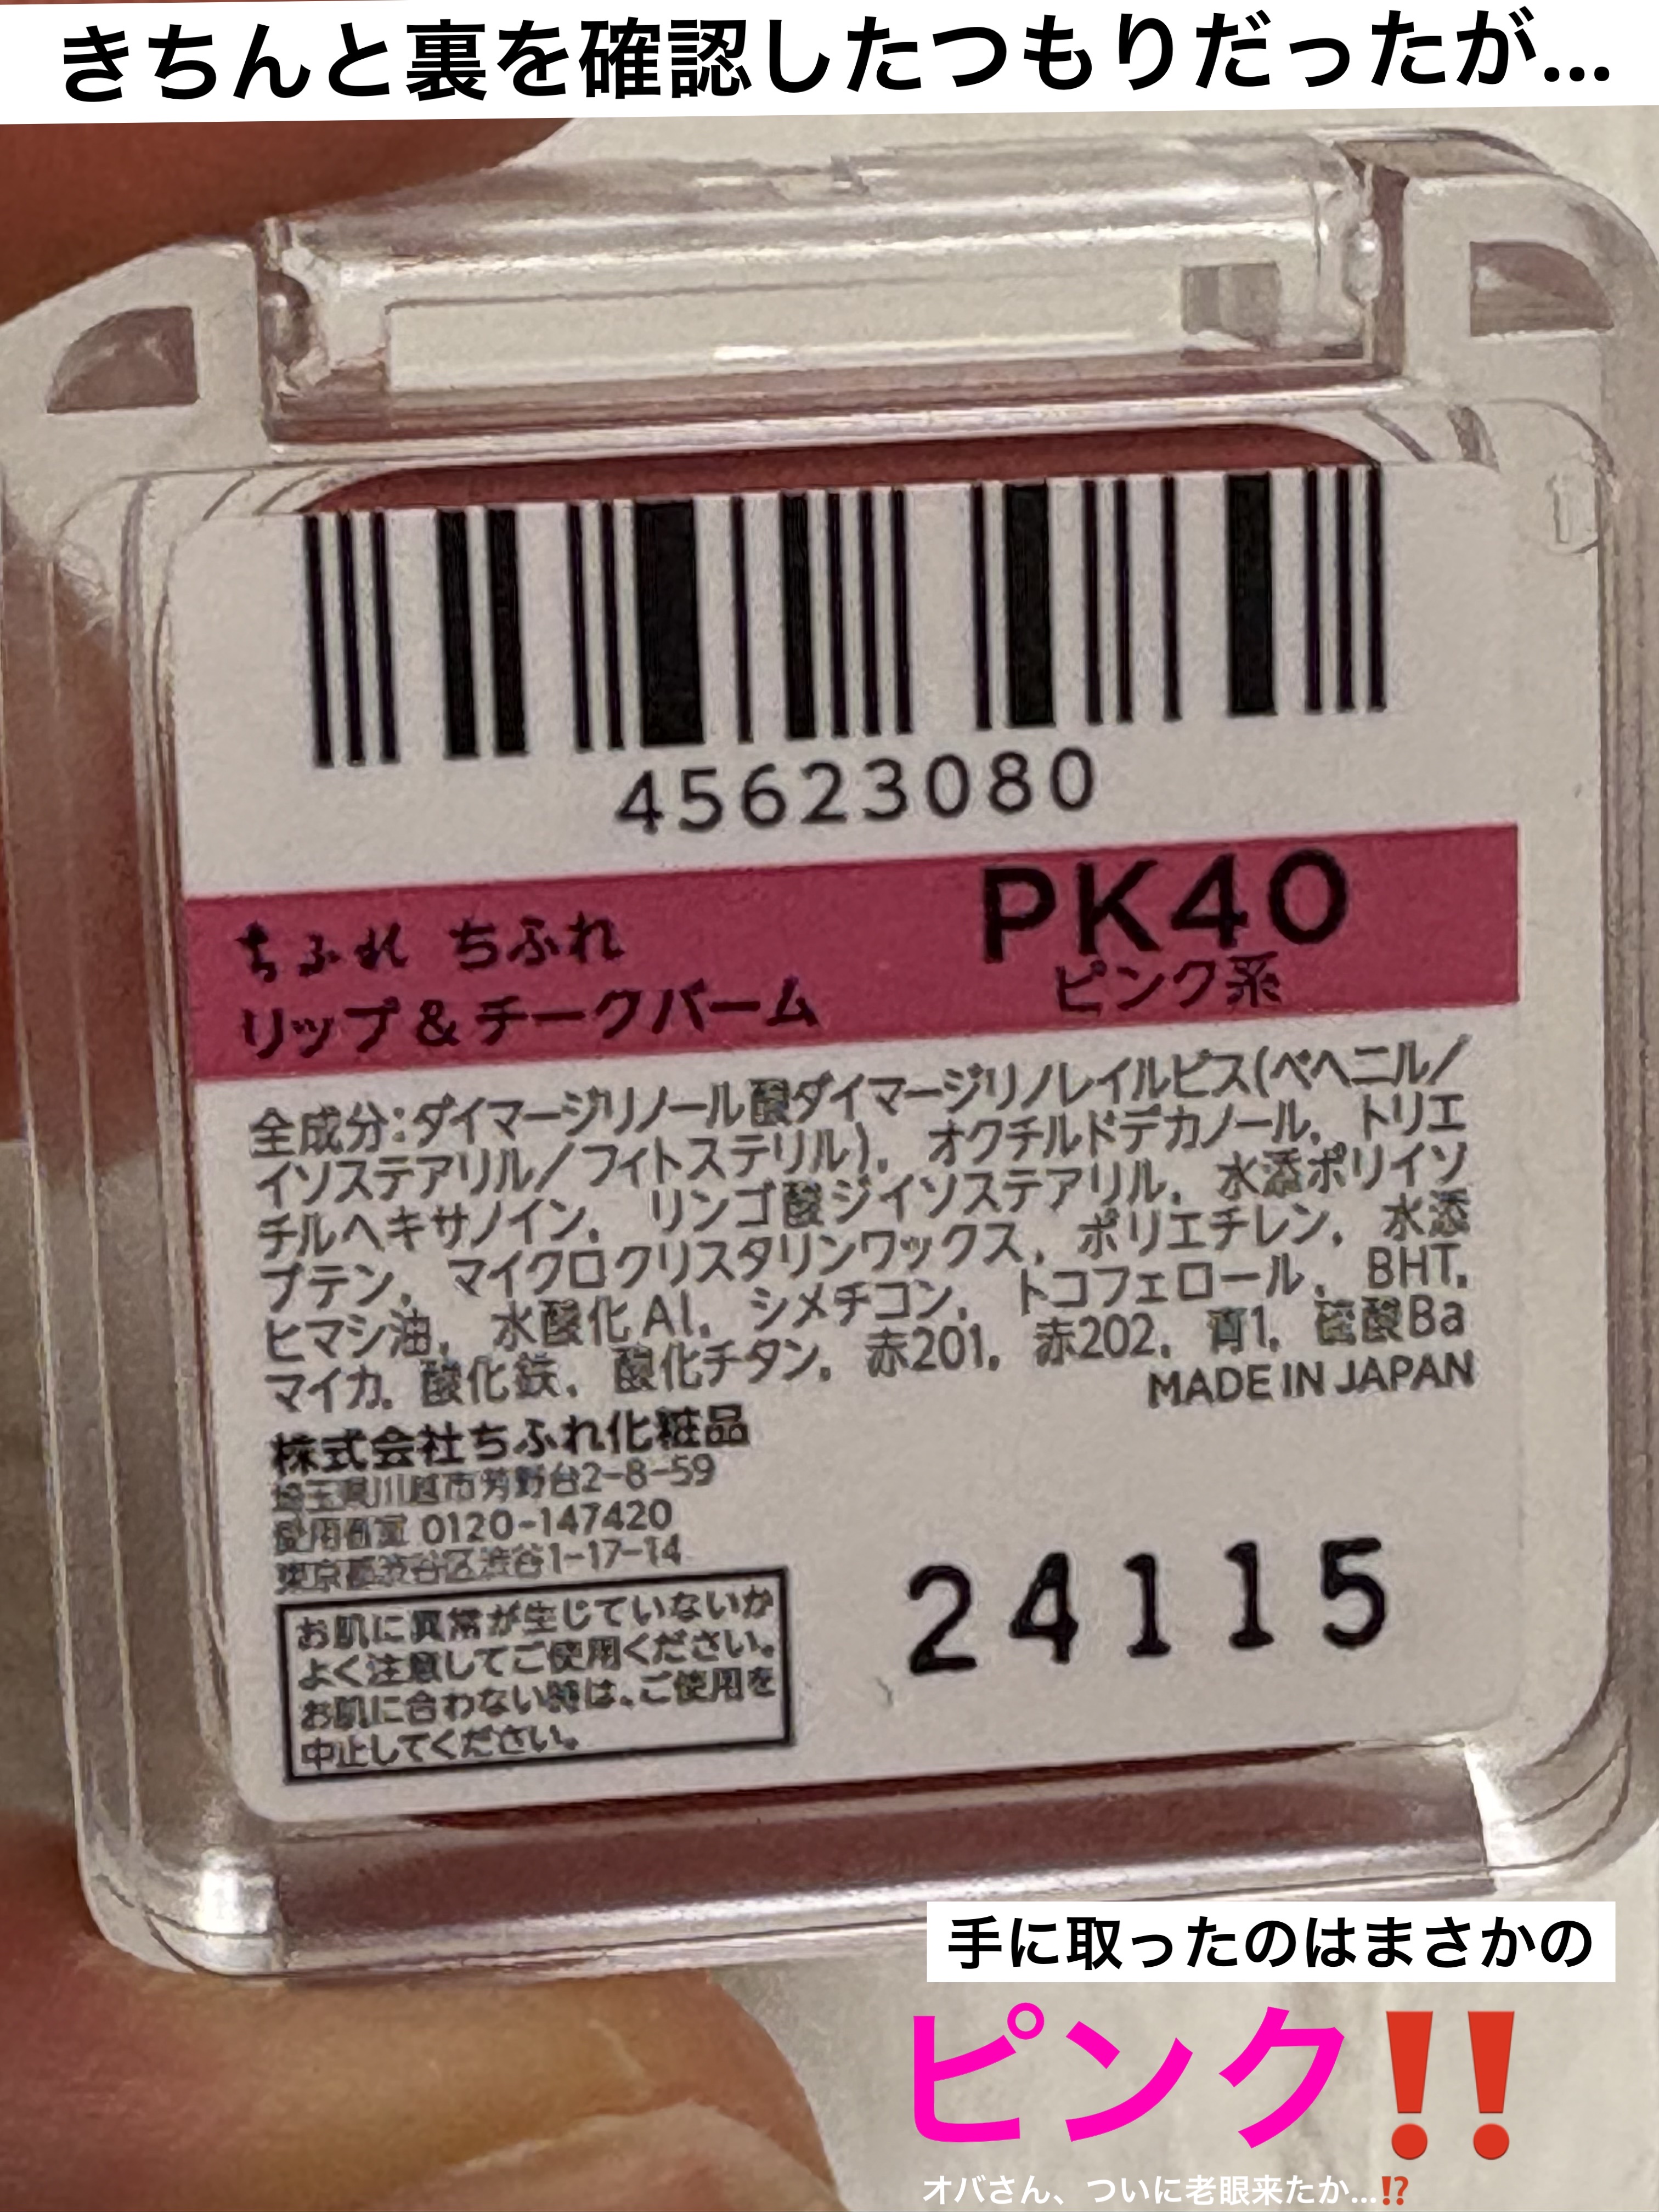 きちんと裏を確認したつもりだったが...
45623080
ちふれ ちふれ
PK40
リップ&チークバーム
ピンク系
全成分:ダイマージリノール酸ダイマージリノレイルビス(ベヘニル/
イソステアリル/フィトステリル), オクチルドデカノール, トリエ
チルヘキサノイン, リンゴ酸ジイソステアリル, 水添ポリイソ
ブテン, マイクロクリスタリンワックス, ポリエチレン, 水添
ヒマシ油, 水酸化Al, シメチコン, トコフェロール, BHT,
マイカ, 酸化鉄, 酸化チタン, 赤201, 赤202, 青1, 硫酸Ba
MADE IN JAPAN
株式会社ちふれ化粧品
埼玉県川越市芳野台2-8-59
0120-147420
東京都渋谷区渋谷1-17-14
お肌に異常が生じていないか
よく注意してご使用ください。
お肌に合わない時は、ご使用を
中止してください。
24115
手に取ったのはまさかの
ピンク‼
オバさん、ついに老眼来たか...⁉